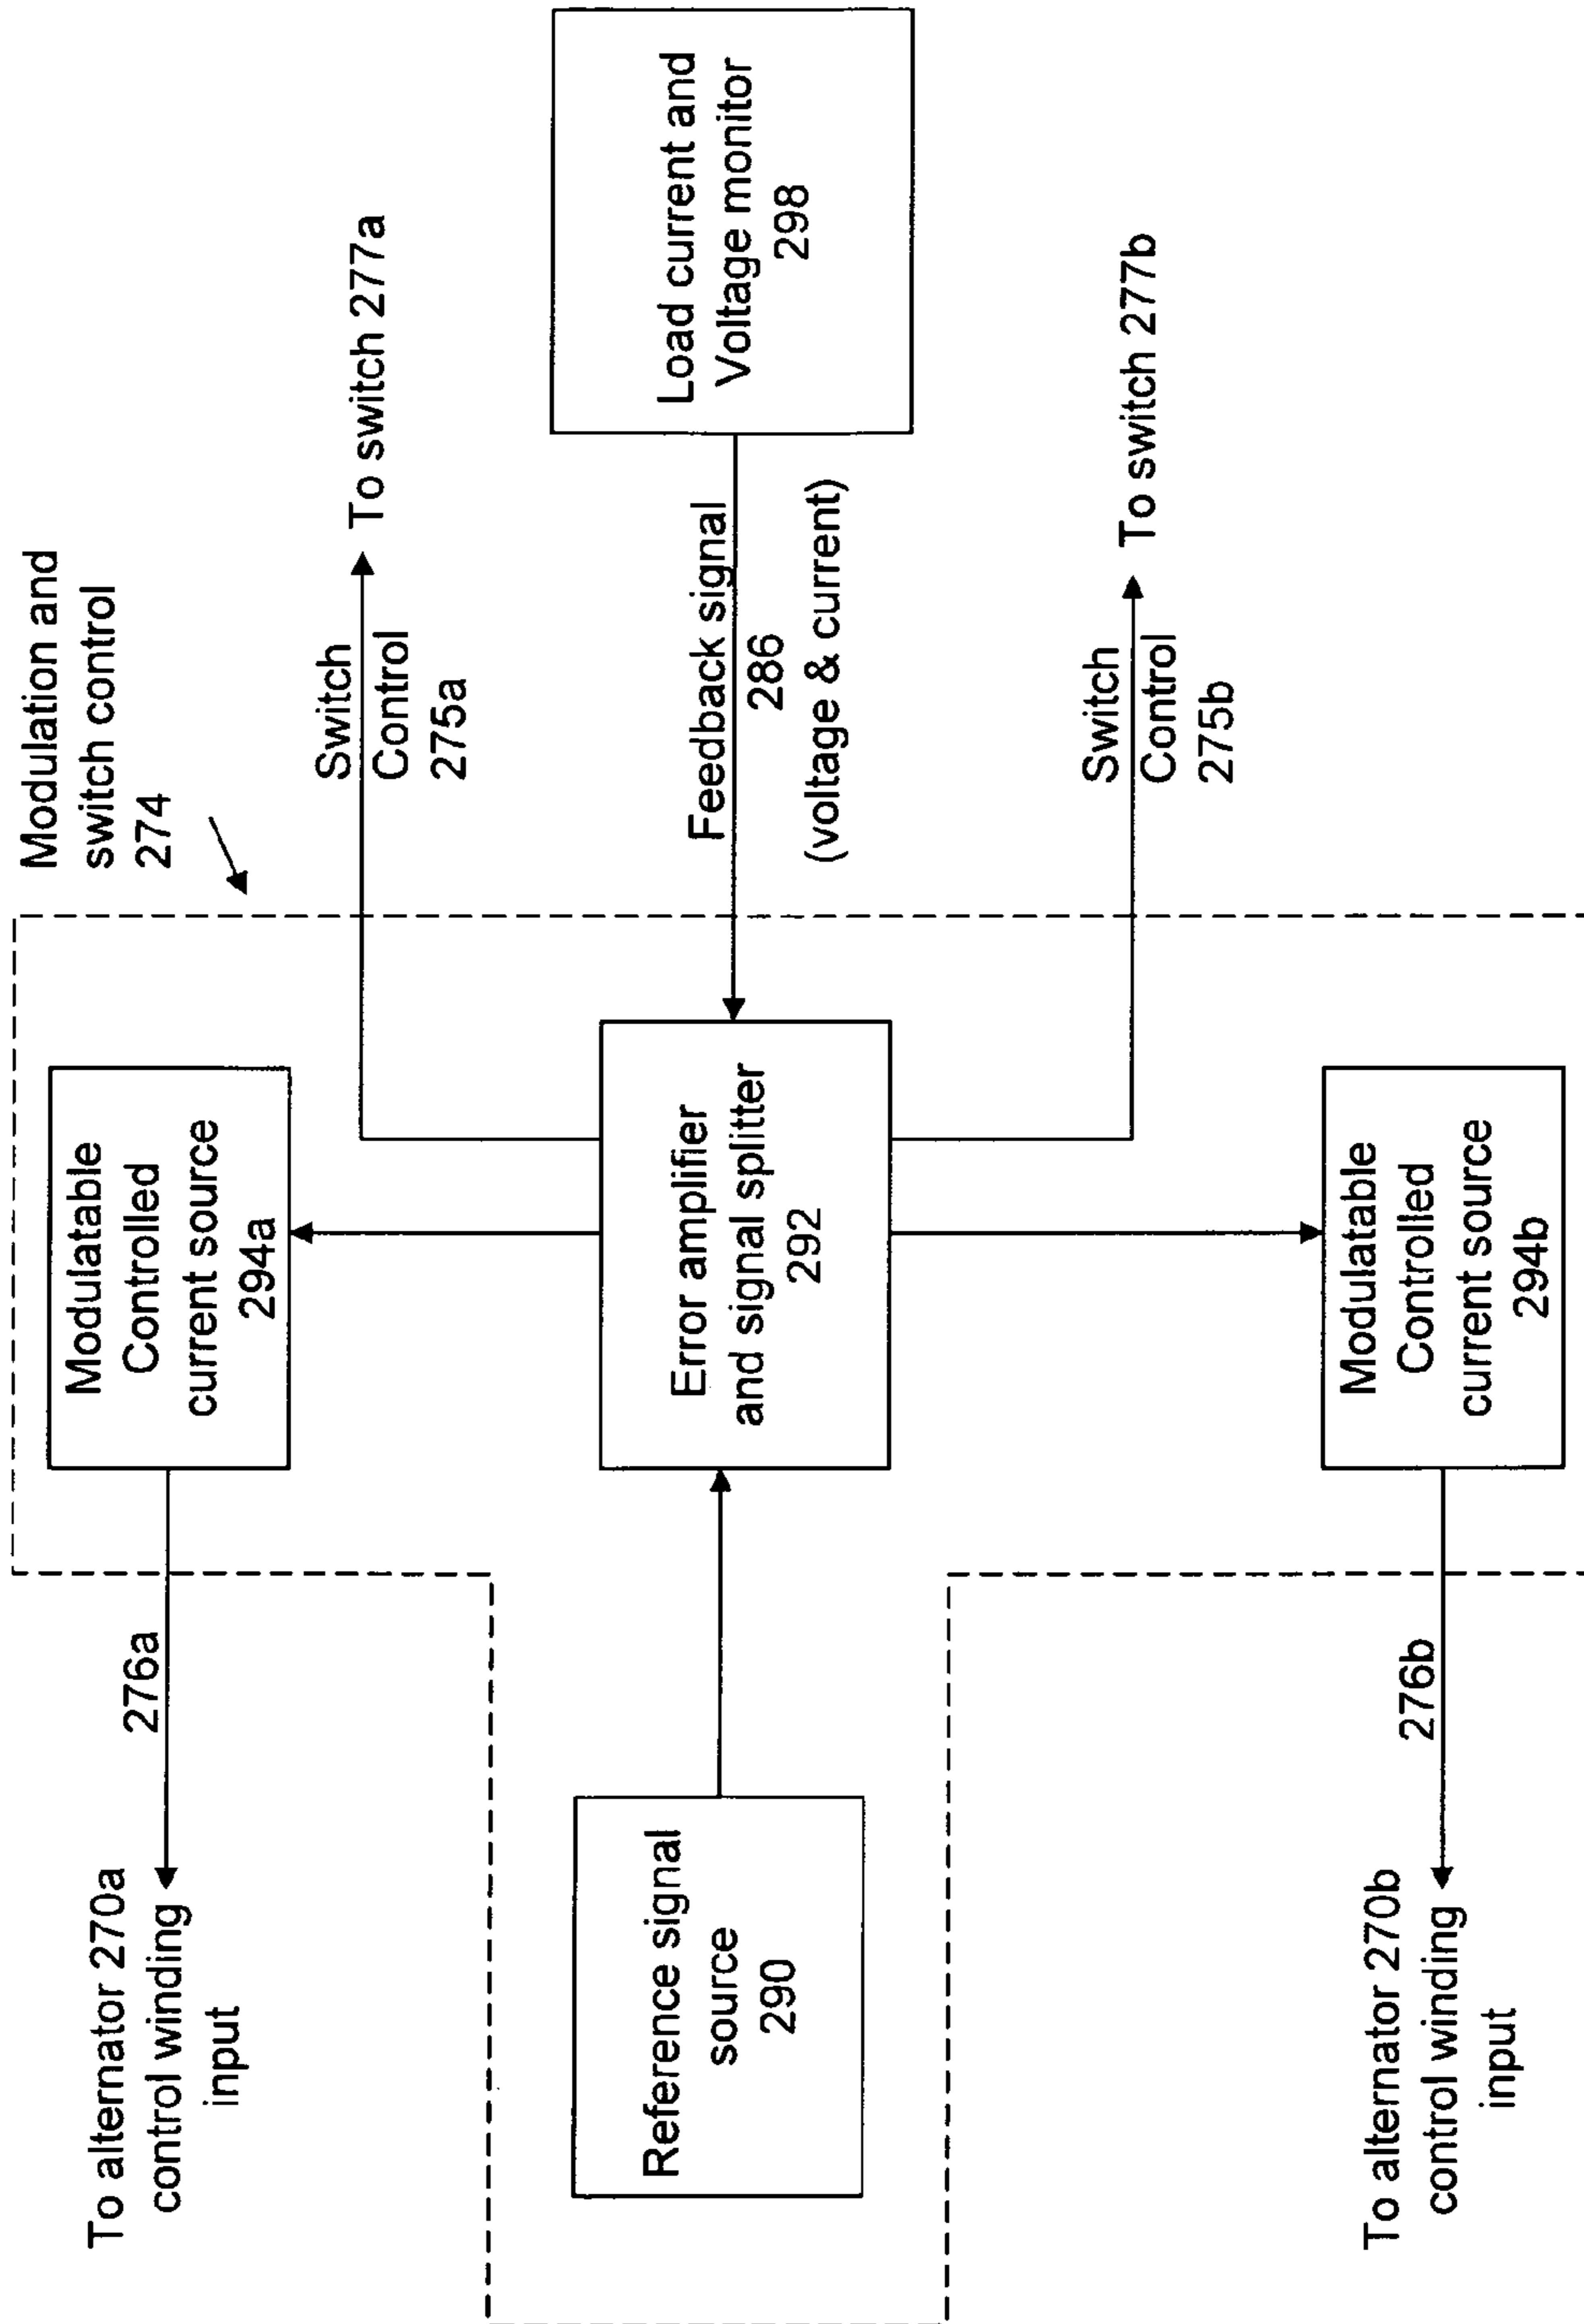 Modulation and
switch control
274
To alternator 270a
control winding
input
276a
Modulatable
Controlled
current source
294a
Switch
Control
275a
To switch 277a
Reference signal
source
290
Error amplifier
and signal splitter
292
Feedback signal
286
(voltage & current)
Load current and
Voltage monitor
298
To alternator 270b
control winding
input
276b
Modulatable
Controlled
current source
294b
Switch
Control
275b
To switch 277b